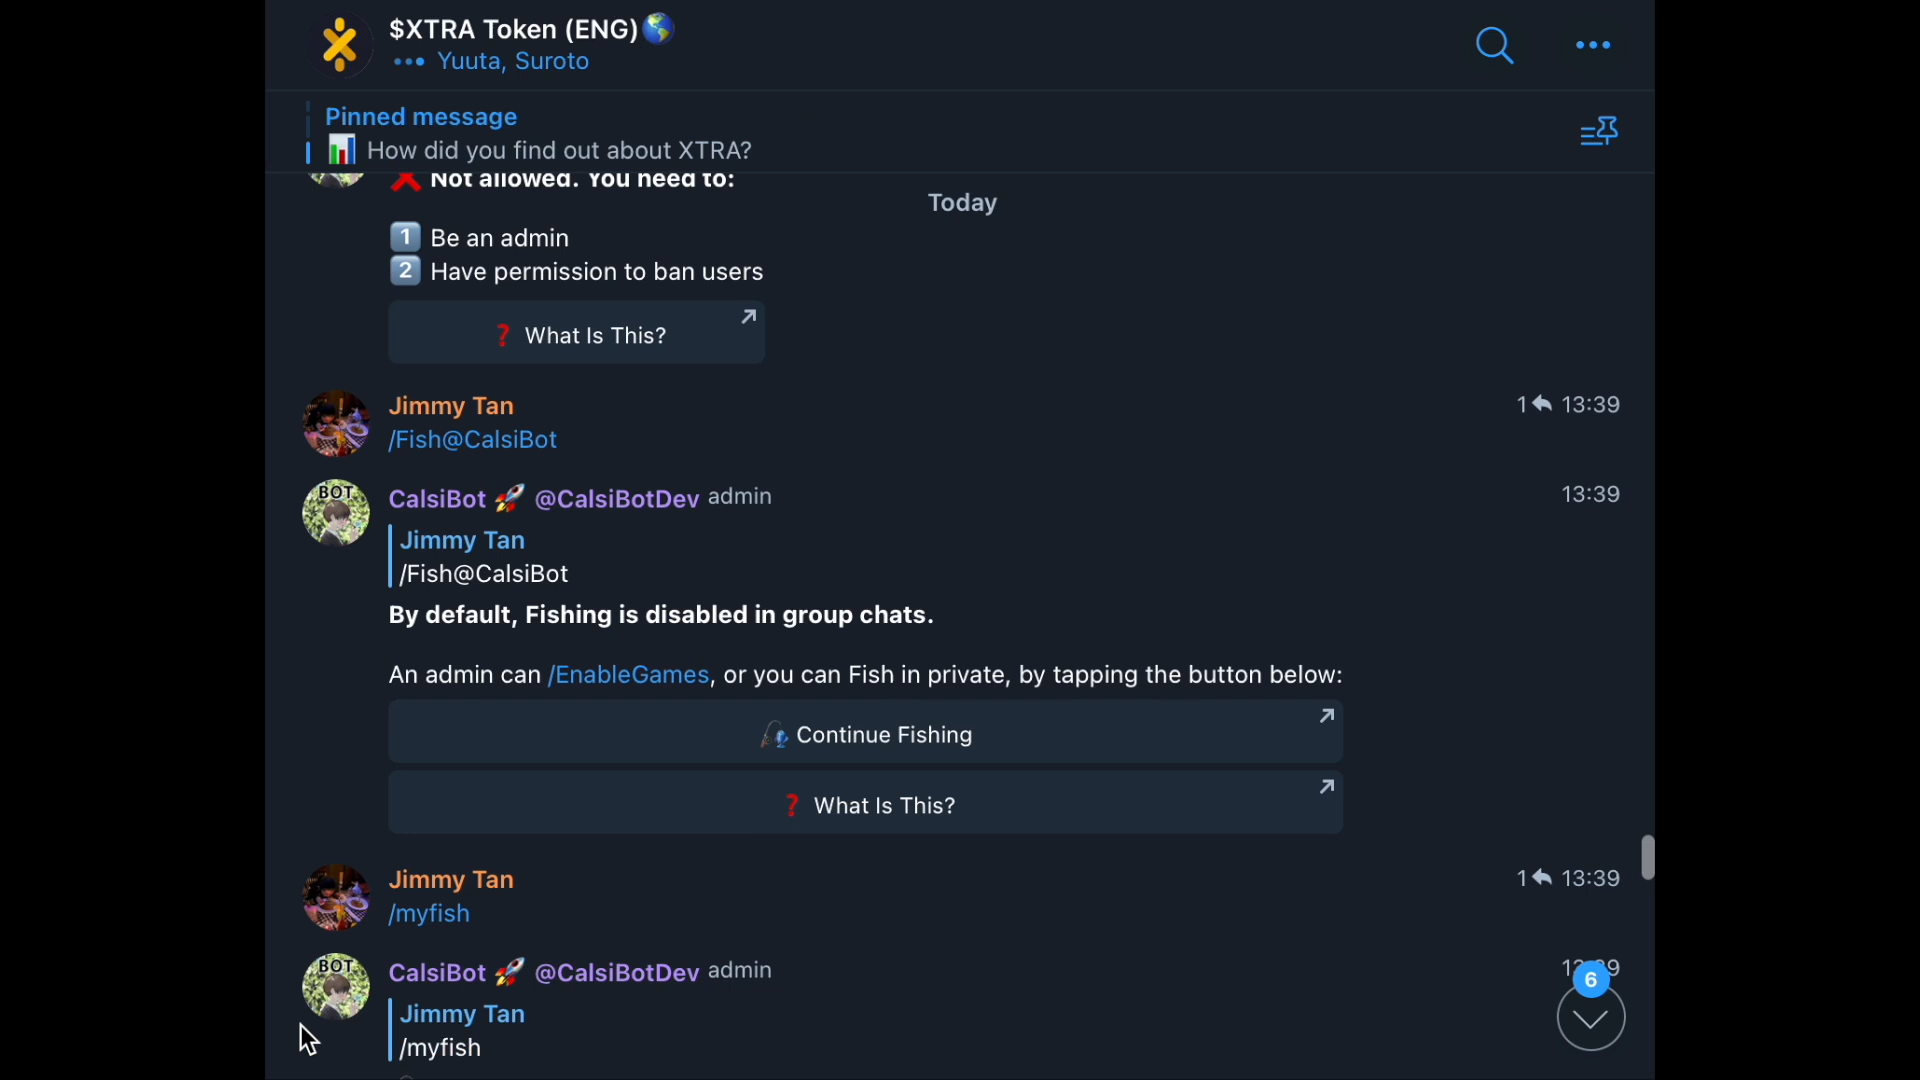 $XTRA Token (ENG)
Yuuta, Suroto
Pinned message
How did you find out about XTRA?
Not allowed. You need to:
Today
1 Be an admin
2 Have permission to ban users
❓ What Is This?
Jimmy Tan 1 13:39
/Fish@CalsiBot
BOT
CalsiBot 🚀 @CalsiBotDev admin 13:39
Jimmy Tan
/Fish@CalsiBot
By default, Fishing is disabled in group chats.
An admin can /EnableGames, or you can Fish in private, by tapping the button below:
🎣 Continue Fishing
❓ What Is This?
Jimmy Tan 1 13:39
/myfish
BOT
CalsiBot 🚀 @CalsiBotDev admin
6
Jimmy Tan
/myfish